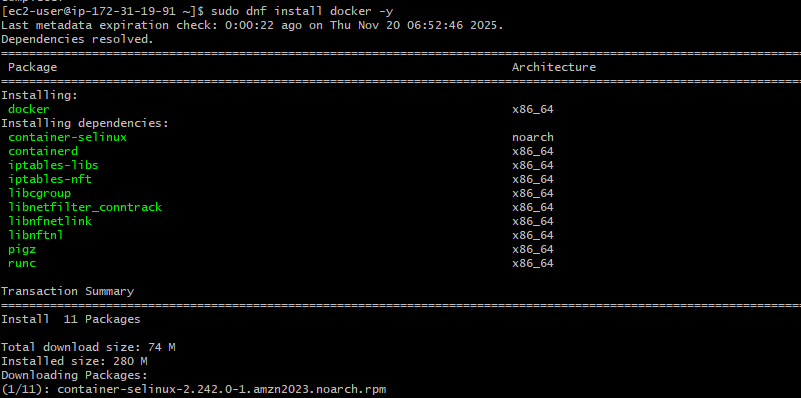 [ec2-user@ip-172-31-19-91 ~]$ sudo dnf install docker -y
Last metadata expiration check: 0:00:22 ago on Thu Nov 20 06:52:46 2025.
Dependencies resolved.
================================================================================
Package Architecture
================================================================================
Installing:
docker x86_64
Installing dependencies:
container-selinux noarch
containerd x86_64
iptables-libs x86_64
iptables-nft x86_64
libcgroup x86_64
libnetfilter_conntrack x86_64
libnfnetlink x86_64
libnftnl x86_64
pigz x86_64
runc x86_64
Transaction Summary
================================================================================
Install 11 Packages
Total download size: 74 M
Installed size: 280 M
Downloading Packages:
(1/11): container-selinux-2.242.0-1.amzn2023.noarch.rpm